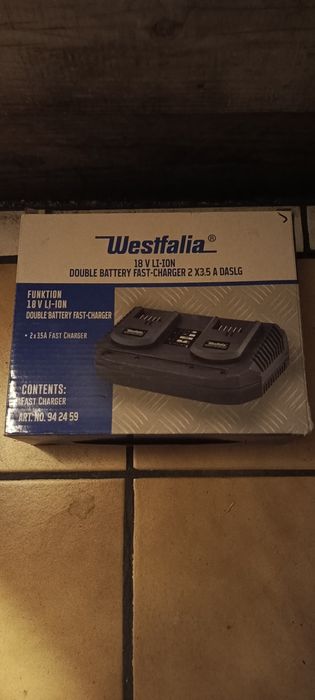 Westfalia®
18 V LI-ION
DOUBLE BATTERY FAST-CHARGER 2 X3.5 A DASLG
FUNKTION
18 V LI-ION
DOUBLE BATTERY FAST-CHARGER
• 2x3.5A FAST CHARGER
CONTENTS:
FAST CHARGER
ART. NO. 94 24 59